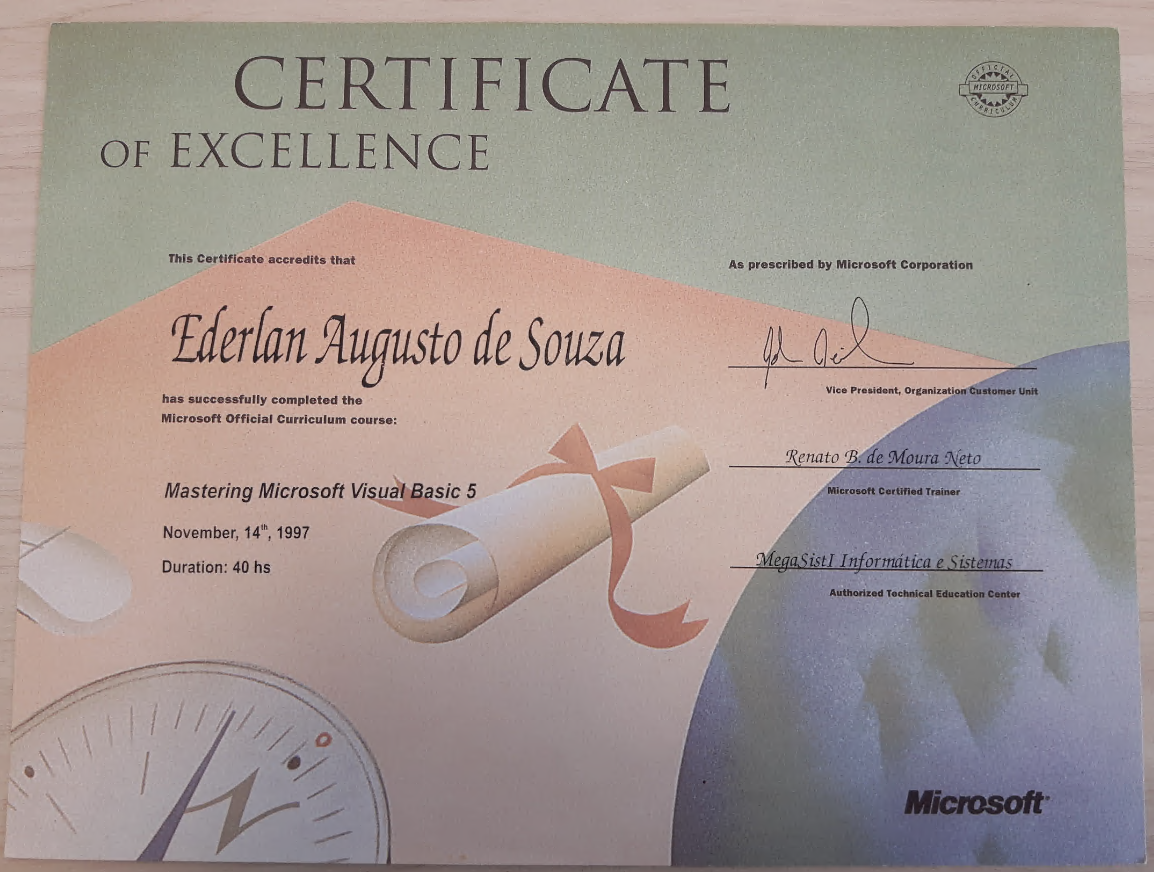 CERTIFICATE
OF EXCELLENCE
OFFICIAL
MICROSOFT
CURRICULUM
This Certificate accredits that
Ederlan Augusto de Souza
has successfully completed the
Microsoft Official Curriculum course:
Mastering Microsoft Visual Basic 5
November, 14th, 1997
Duration: 40 hs
As prescribed by Microsoft Corporation
Vice President, Organization Customer Unit
Renato B. de Moura Neto
Microsoft Certified Trainer
MegaSistI Informática e Sistemas
Authorized Technical Education Center
Microsoft